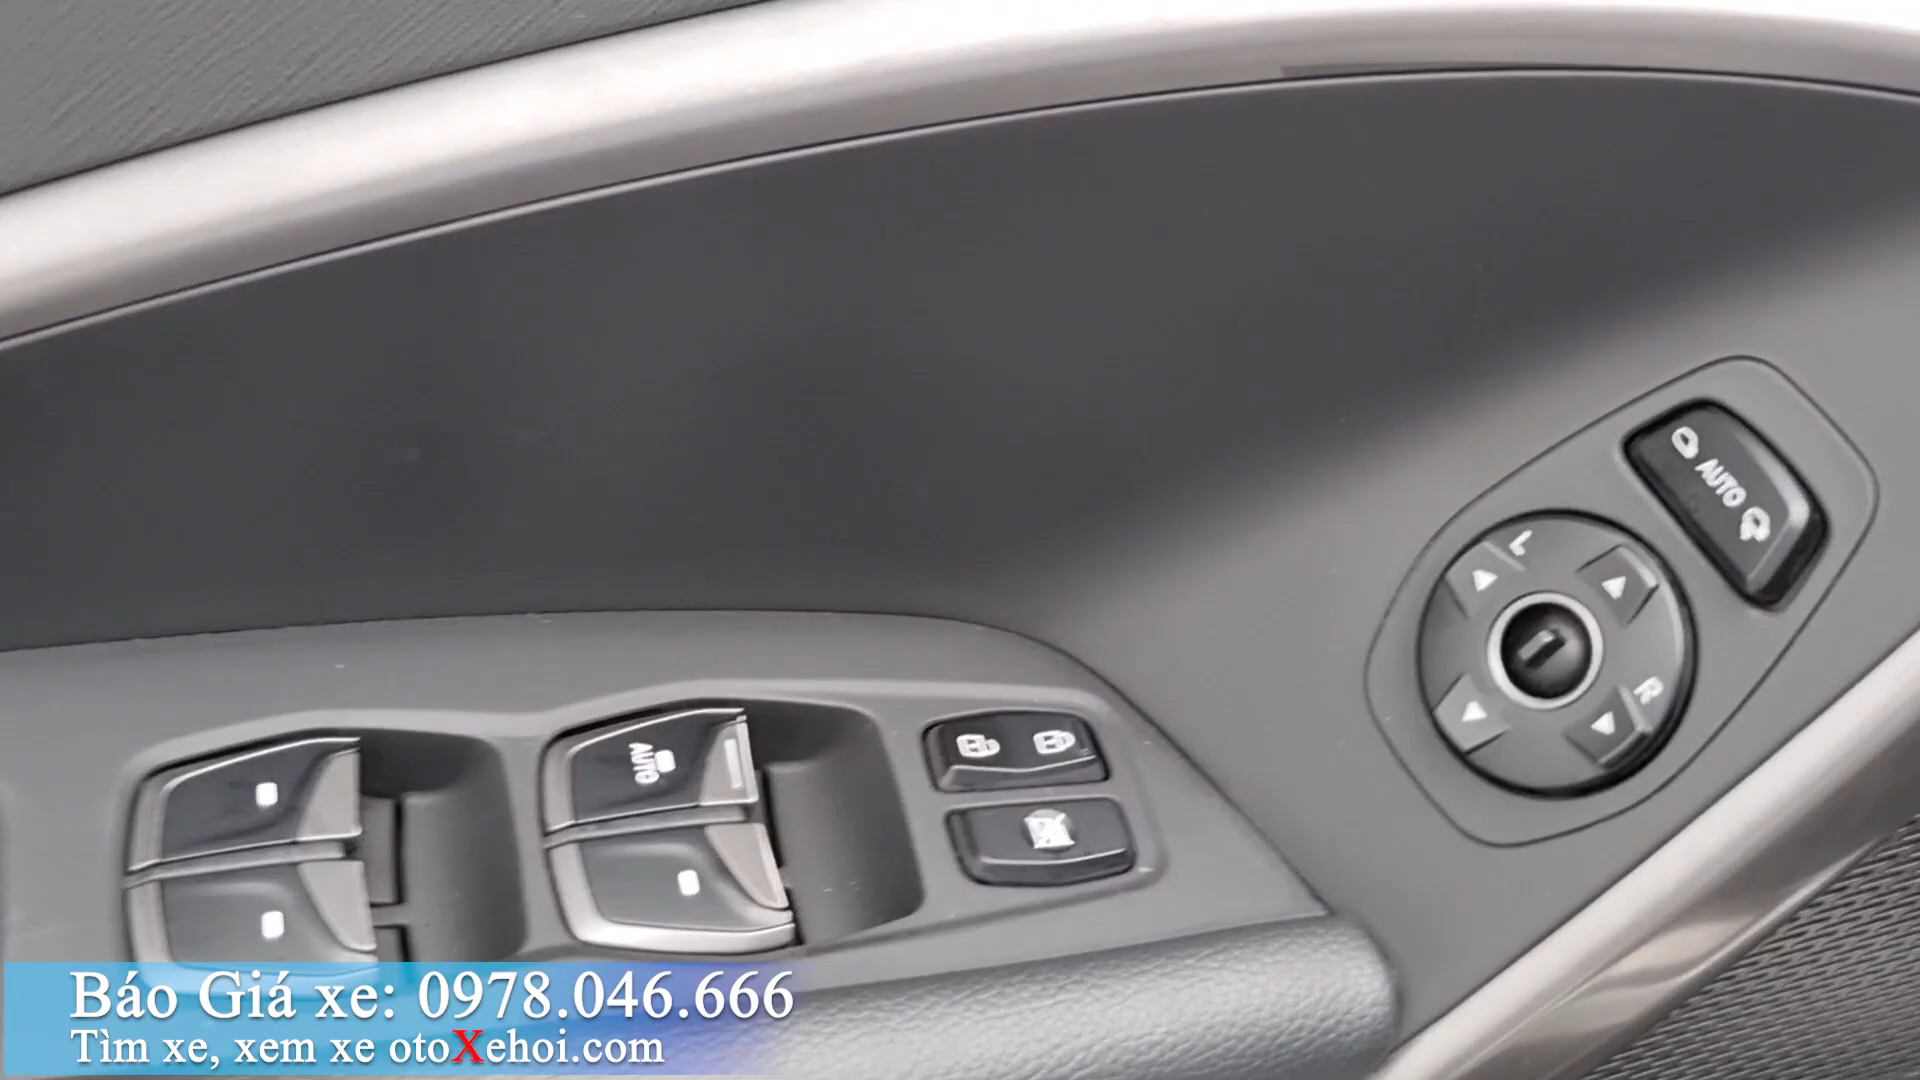 AUTO
L
R
AUTO
Báo Giá xe: 0978.046.666
Tìm xe, xem xe otoXehoi.com